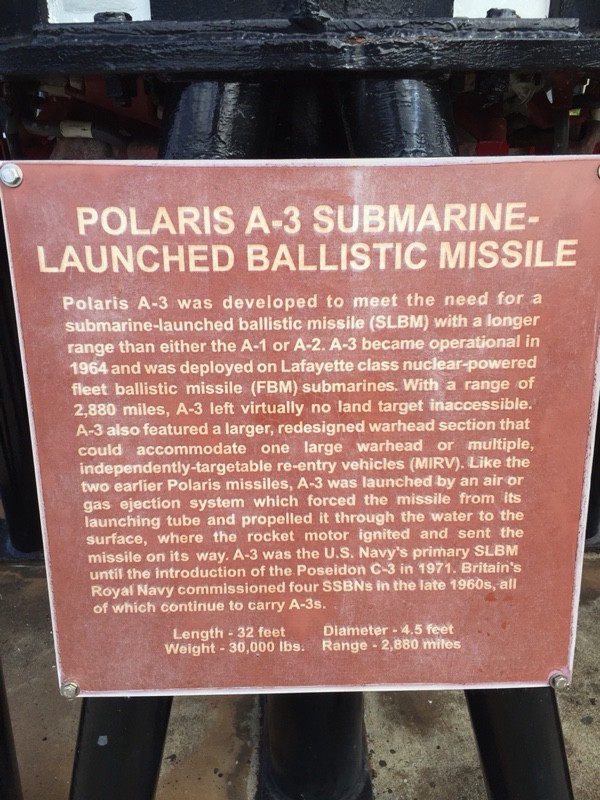 POLARIS A-3 SUBMARINE-
LAUNCHED BALLISTIC MISSILE
Polaris A-3 was developed to meet the need for a
submarine-launched ballistic missile (SLBM) with a longer
range than either the A-1 or A-2. A-3 became operational in
1964 and was deployed on Lafayette class nuclear-powered
fleet ballistic missile (FBM) submarines. With a range of
2,880 miles, A-3 left virtually no land target inaccessible.
A-3 also featured a larger, redesigned warhead section that
could accommodate one large warhead or multiple,
independently-targetable re-entry vehicles (MIRV). Like the
two earlier Polaris missiles, A-3 was launched by an air or
gas ejection system which forced the missile from its
launching tube and propelled it through the water to the
surface, where the rocket motor ignited and sent the
missile on its way. A-3 was the U.S. Navy's primary SLBM
until the introduction of the Poseidon C-3 in 1971. Britain's
Royal Navy commissioned four SSBNs in the late 1960s, all
of which continue to carry A-3s.
Length - 32 feet Diameter - 4.5 feet
Weight - 30,000 lbs. Range - 2,880 miles